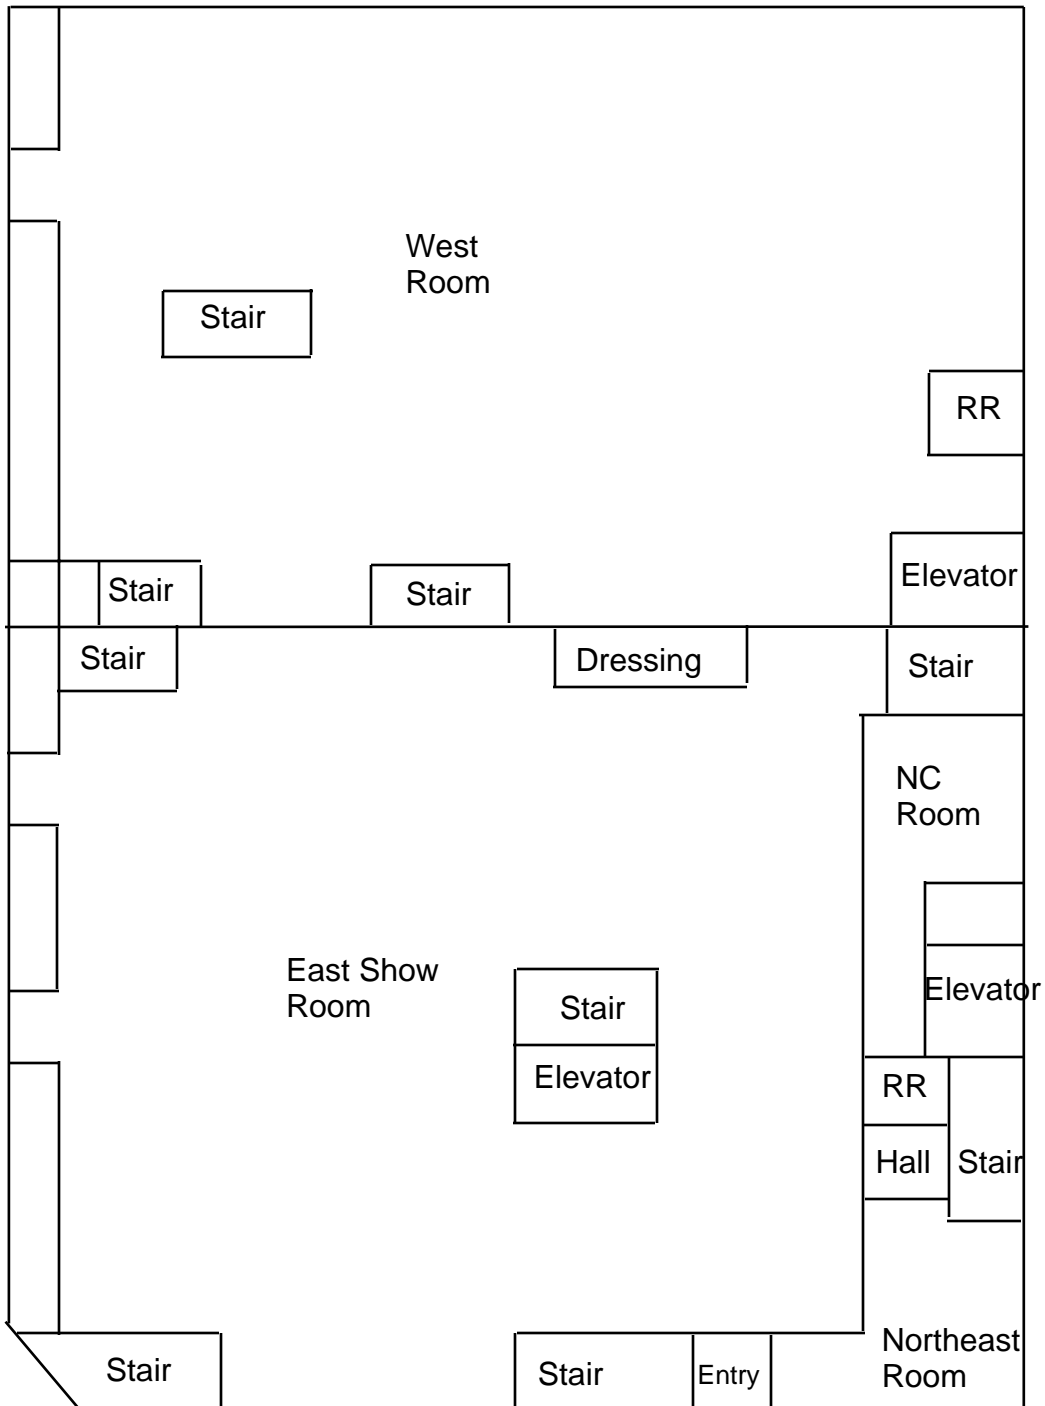 West
Room
Stair
RR
Elevator
Stair
Stair
Stair
Dressing
Stair
NC
Room
East Show
Room
Stair
Elevator
Elevator
RR
Hall
Stair
Northeast
Room
Stair
Stair
Entry